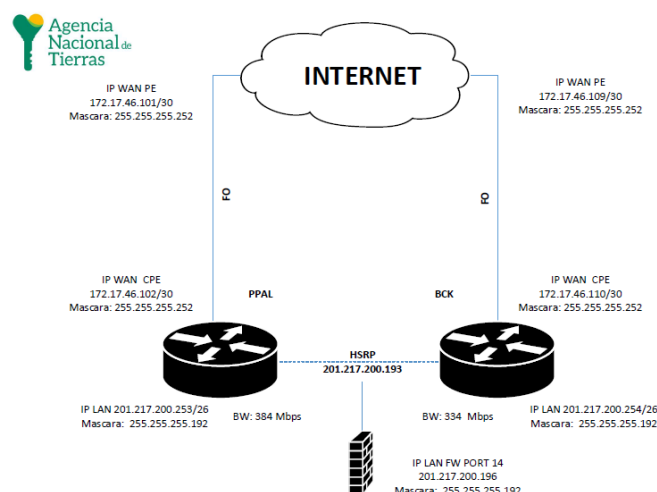 Agencia
Nacional de
Tierras
INTERNET
IP WAN PE
172.17.46.101/30
Mascara: 255.255.255.252
IP WAN PE
172.17.46.109/30
Mascara: 255.255.255.252
FO
FO
IP WAN CPE
172.17.46.102/30
Mascara: 255.255.255.252
PPAL
BCK
IP WAN CPE
172.17.46.110/30
Mascara: 255.255.255.252
HSRP
201.217.200.193
IP LAN 201.217.200.253/26
Mascara: 255.255.255.192
BW: 384 Mbps
BW: 334 Mbps
IP LAN 201.217.200.254/26
Mascara: 255.255.255.192
IP LAN FW PORT 14
201.217.200.196
Mascara: 255.255.255.192